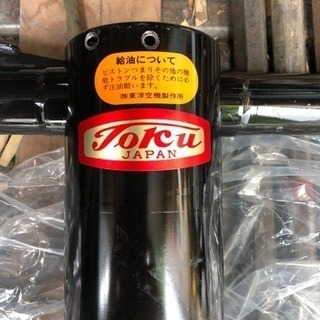 給油について
ピストンつまりその他の機
能トラブルを除くために必
ず注油願います。
㈱東洋空機製作所
Toku
JAPAN